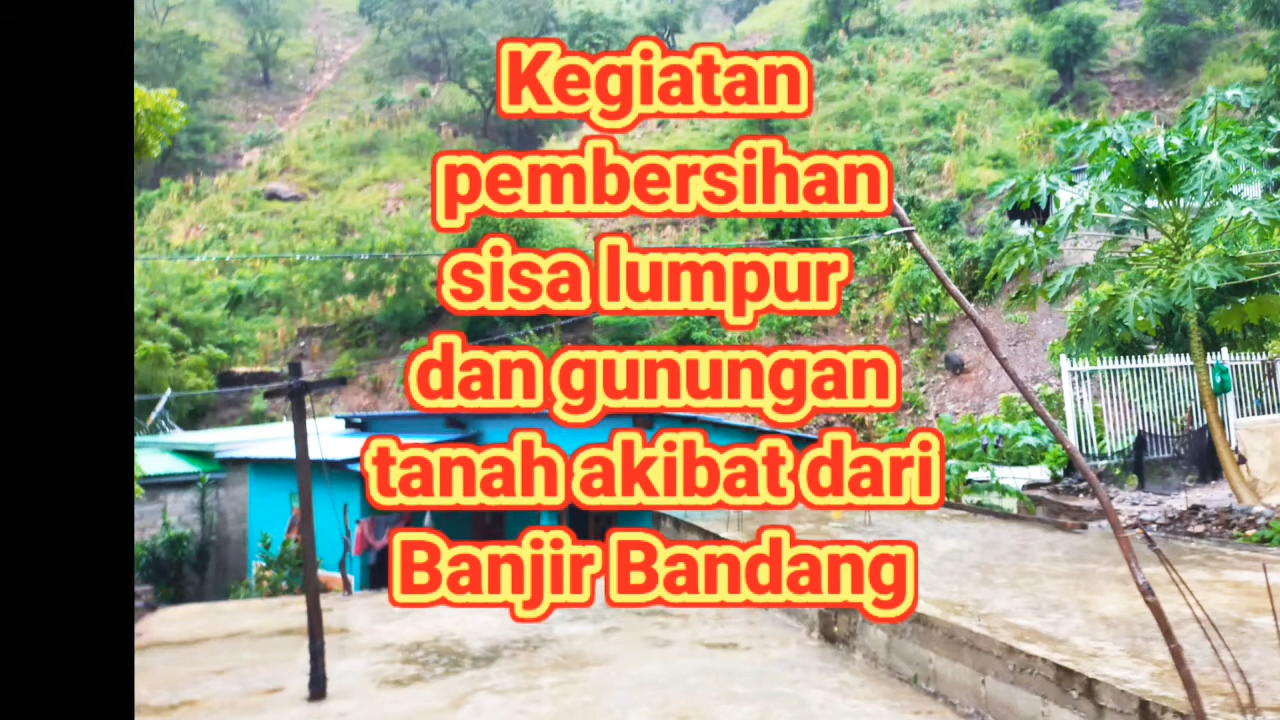 Kegiatan
pembersihan
sisa lumpur
dan gunungan
tanah akibat dari
Banjir Bandang